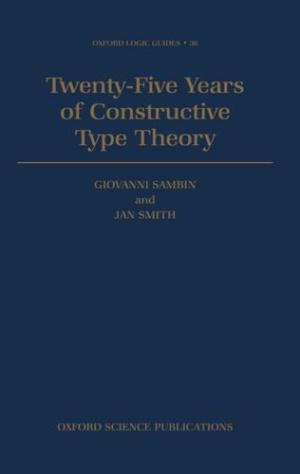 OXFORD LOGIC GUIDES • 36
Twenty-Five Years
of Constructive
Type Theory
GIOVANNI SAMBIN
and
JAN SMITH
OXFORD SCIENCE PUBLICATIONS